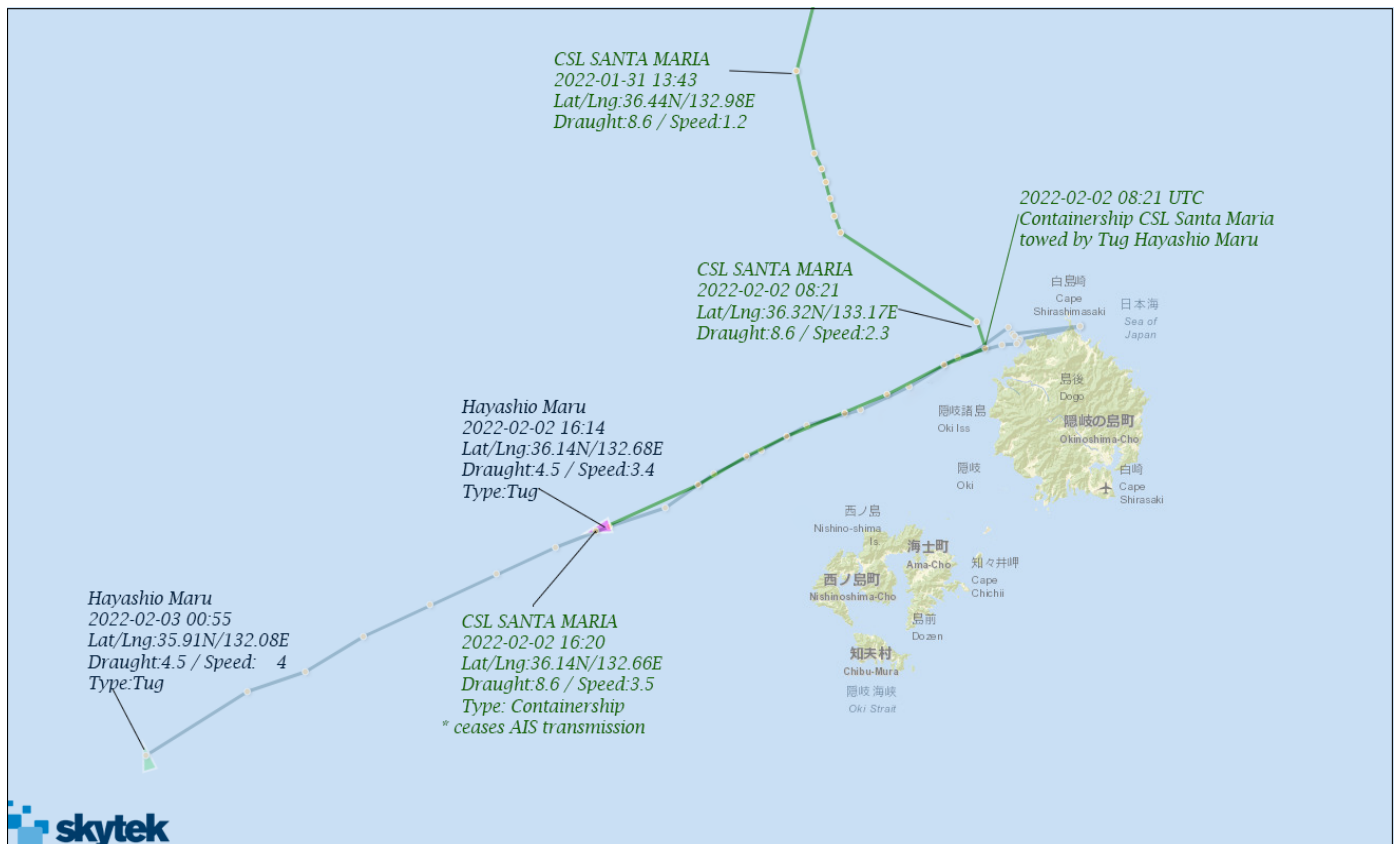 CSL SANTA MARIA
2022-01-31 13:43
Lat/Lng:36.44N/132.98E
Draught:8.6 / Speed:1.2
2022-02-02 08:21 UTC
Containership CSL Santa Maria
towed by Tug Hayashio Maru
CSL SANTA MARIA
2022-02-02 08:21
Lat/Lng:36.32N/133.17E
Draught:8.6 / Speed:2.3
白島崎
Cape
Shirashimasaki
日本海
Sea of
Japan
島後
Dogo
隠岐諸島
Oki Iss
隠岐の島町
Okinoshima-Cho
隠岐
Oki
白崎
Cape
Shirasaki
Hayashio Maru
2022-02-02 16:14
Lat/Lng:36.14N/132.68E
Draught:4.5 / Speed:3.4
Type:Tug
西ノ島
Nishino-shima
Is.
海士町
Ama-Cho
知々井岬
Cape
Chichii
西ノ島町
Nishinoshima-Cho
島前
Dozen
知夫村
Chibu-Mura
隠岐海峡
Oki Strait
Hayashio Maru
2022-02-03 00:55
Lat/Lng:35.91N/132.08E
Draught:4.5 / Speed: 4
Type:Tug
CSL SANTA MARIA
2022-02-02 16:20
Lat/Lng:36.14N/132.66E
Draught:8.6 / Speed:3.5
Type: Containership
* ceases AIS transmission
skytek